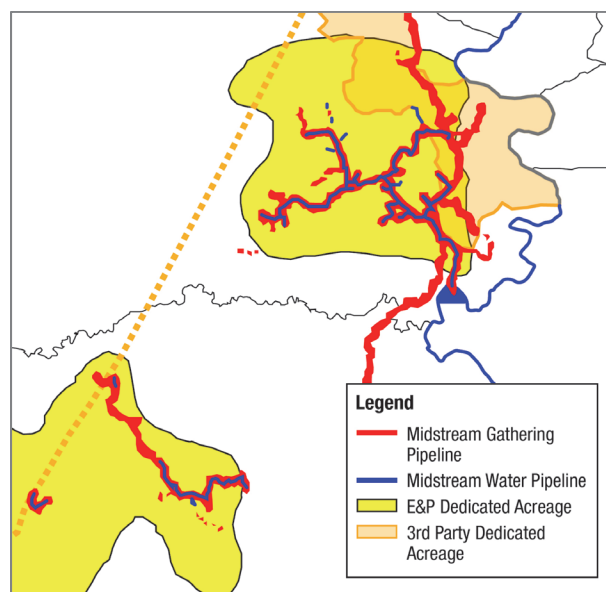 Legend
Midstream Gathering
Pipeline
Midstream Water Pipeline
E&P Dedicated Acreage
3rd Party Dedicated
Acreage